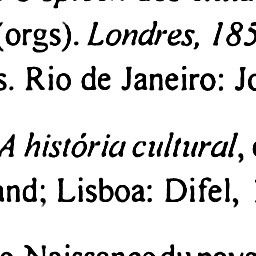 (orgs). Londres, 185
s. Rio de Janeiro: Jo
A história cultural,
and; Lisboa: Difel,